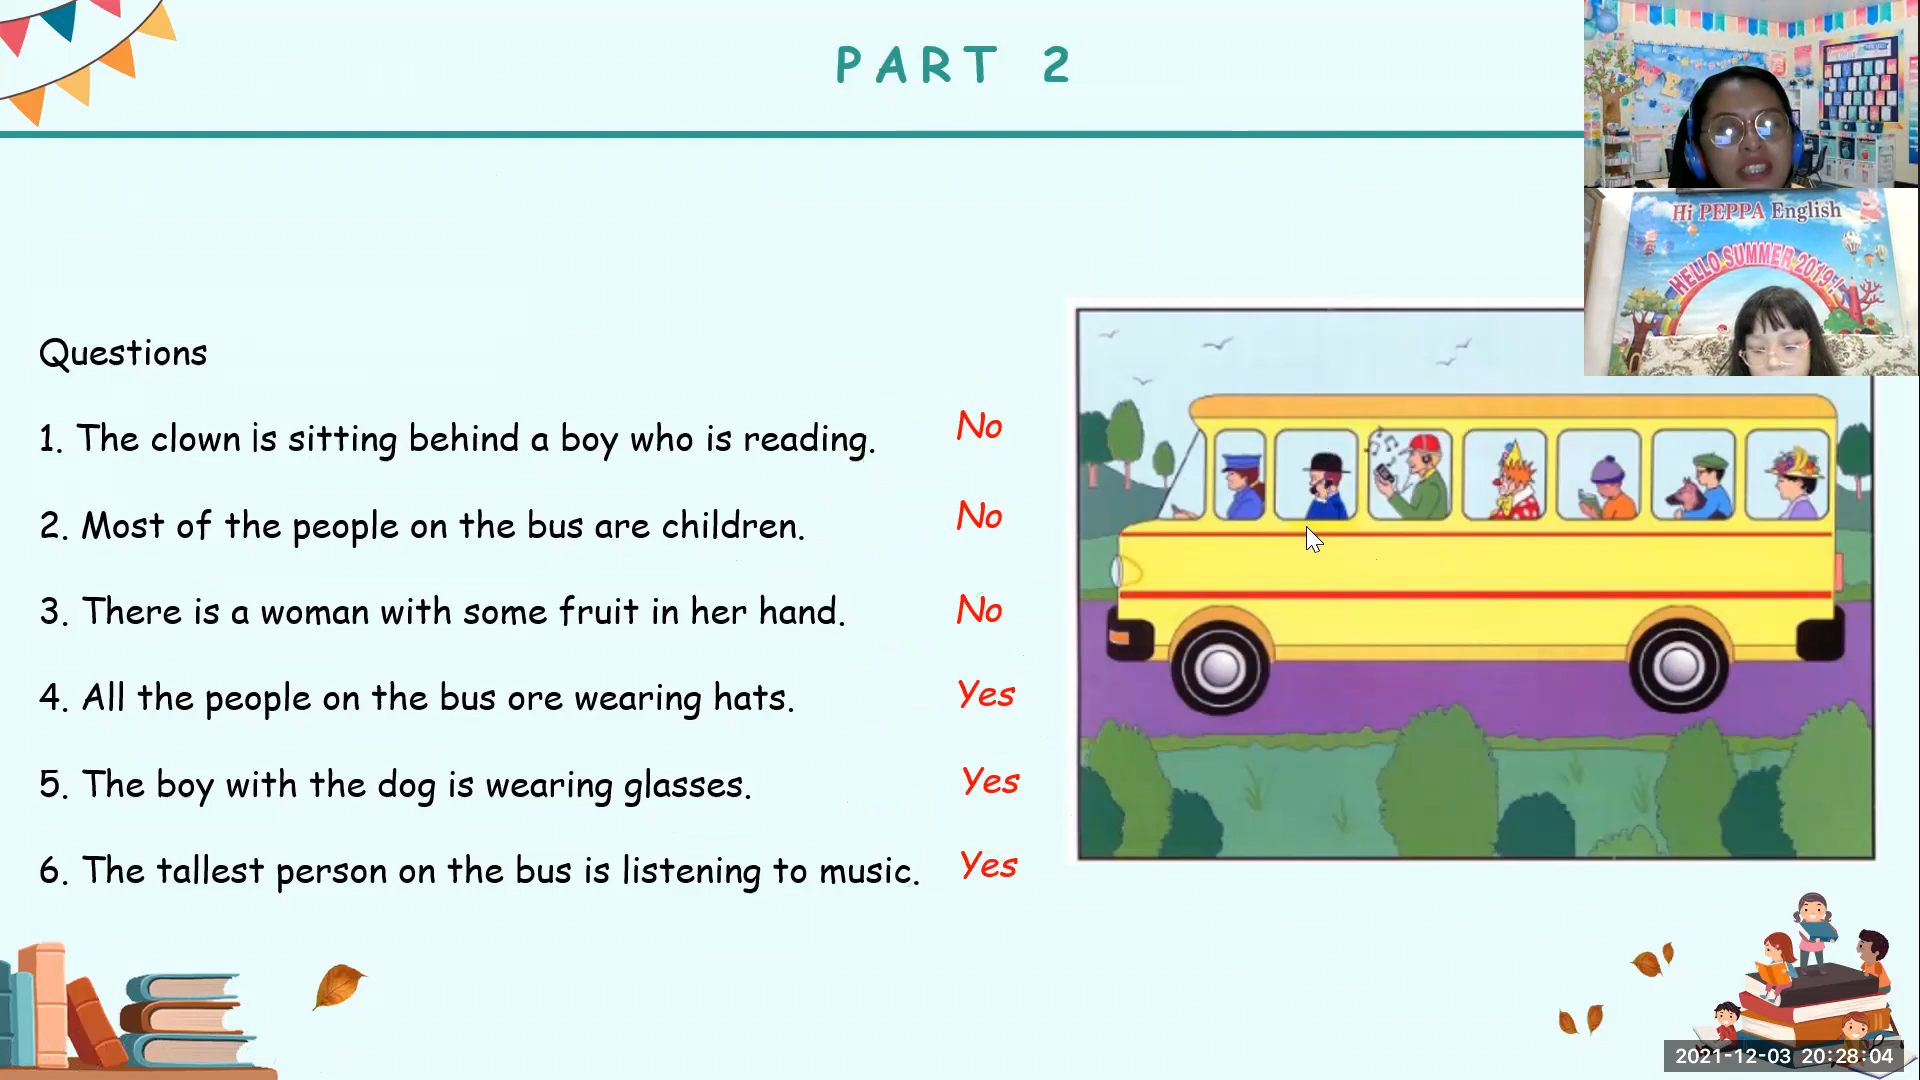 PART 2
Hi PEPPA English
HELLO SUMMER 2019!
Questions
1. The clown is sitting behind a boy who is reading. No
2. Most of the people on the bus are children. No
3. There is a woman with some fruit in her hand. No
4. All the people on the bus ore wearing hats. Yes
5. The boy with the dog is wearing glasses. Yes
6. The tallest person on the bus is listening to music. Yes
2021-12-03 20:28:04